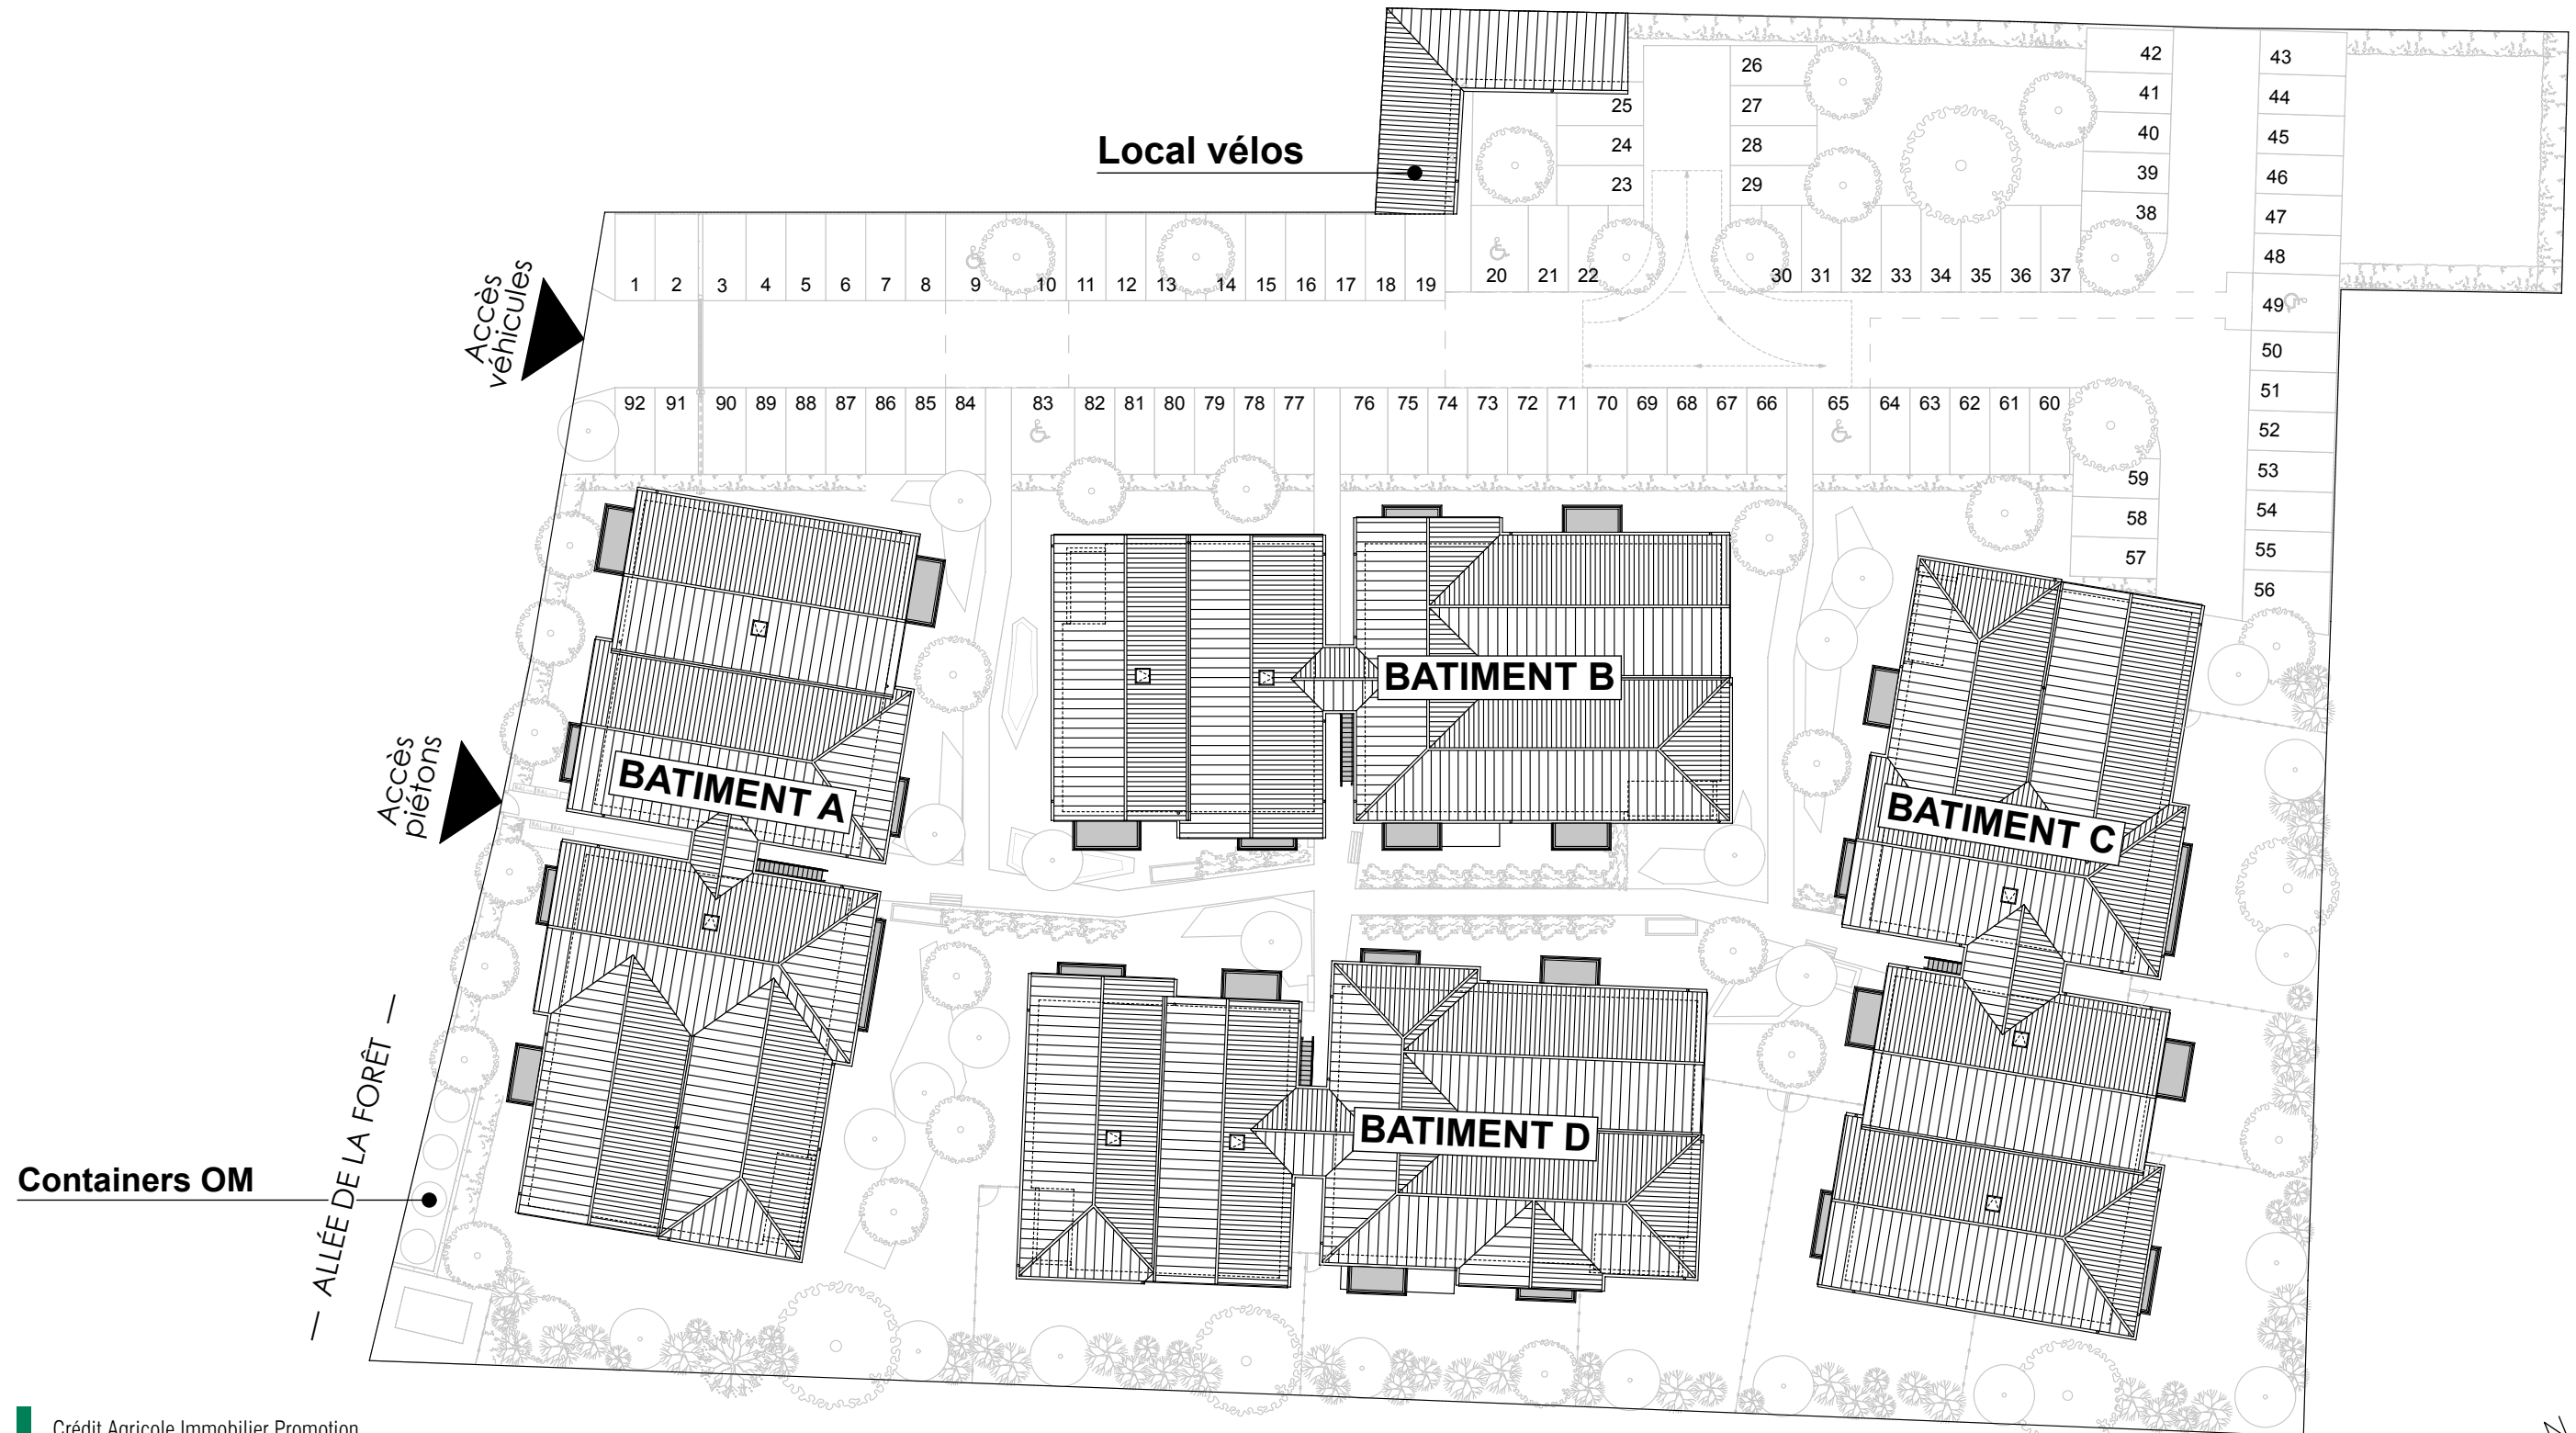 42
43
26
41
44
25
27
40
45
24
28
Local vélos
39
46
23
29
38
47
48
Accès
véhicules
1 2 3 4 5 6 7 8 9 10 11 12 13 14 15 16 17 18 19
20 21 22 30 31 32 33 34 35 36 37
49
50
51
92 91 90 89 88 87 86 85 84 83 82 81 80 79 78 77 76 75 74 73 72 71 70 69 68 67 66 65 64 63 62 61 60
52
53
59
54
58
55
57
56
BATIMENT B
Accès
piétons
BATIMENT A
BATIMENT C
BATIMENT D
Containers OM
— ALLÉE DE LA FORÊT —
Crédit Agricole Immobilier Promotion
N